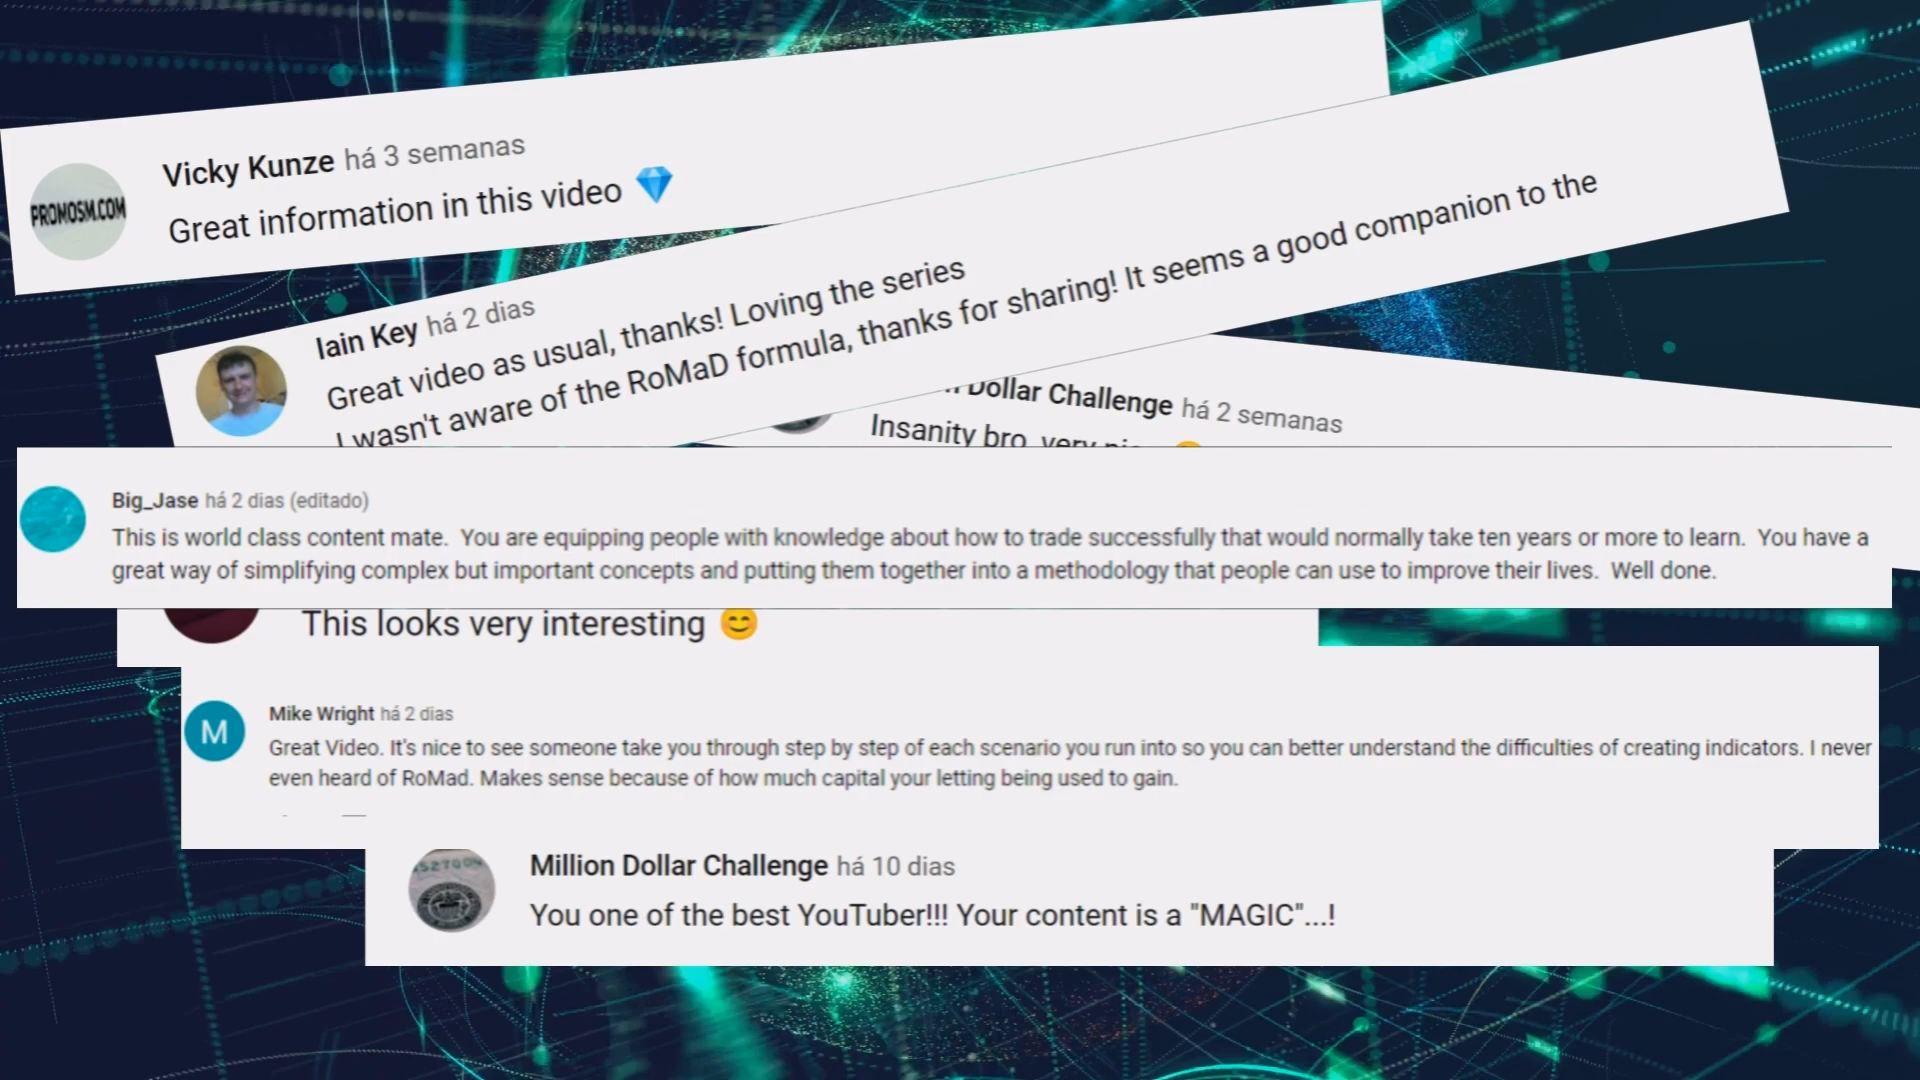 PROMOSM.COM
Vicky Kunze há 3 semanas
Great information in this video 💎
Iain Key há 2 dias
Great video as usual, thanks! Loving the series
I wasn't aware of the RoMaD formula, thanks for sharing! It seems a good companion to the
Dollar Challenge há 2 semanas
Insanity bro, very
Big_Jase há 2 dias (editado)
This is world class content mate.  You are equipping people with knowledge about how to trade successfully that would normally take ten years or more to learn.  You have a
great way of simplifying complex but important concepts and putting them together into a methodology that people can use to improve their lives.  Well done.
This looks very interesting 😊
M
Mike Wright há 2 dias
Great Video. It's nice to see someone take you through step by step of each scenario you run into so you can better understand the difficulties of creating indicators. I never
even heard of RoMad. Makes sense because of how much capital your letting being used to gain.
Million Dollar Challenge há 10 dias
You one of the best YouTuber!!! Your content is a "MAGIC"...!